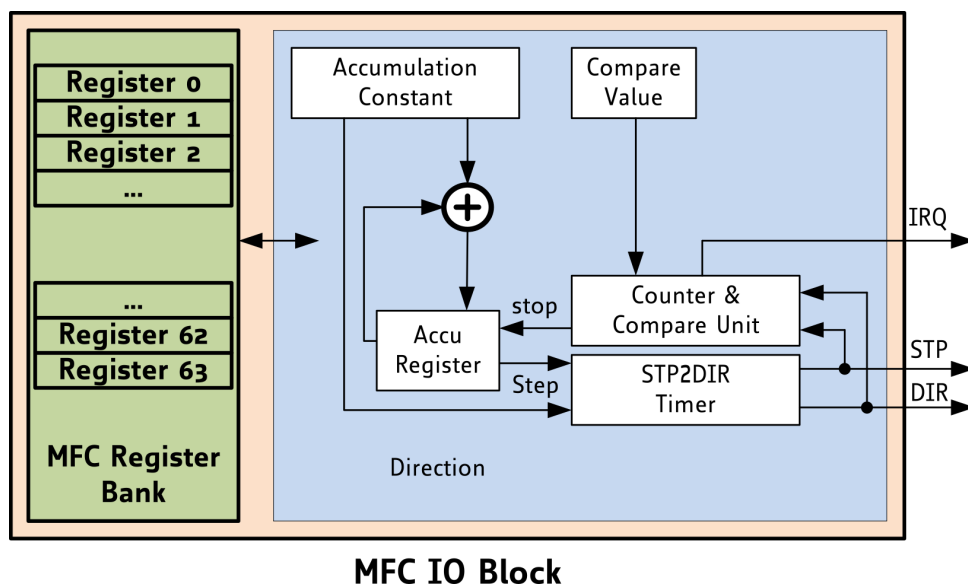 Register 0
Register 1
Register 2
...
...
Register 62
Register 63
MFC Register
Bank
Accumulation
Constant
Compare
Value
IRQ
stop
Counter &
Compare Unit
Accu
Register
Step
STP2DIR
Timer
STP
DIR
Direction
MFC IO Block